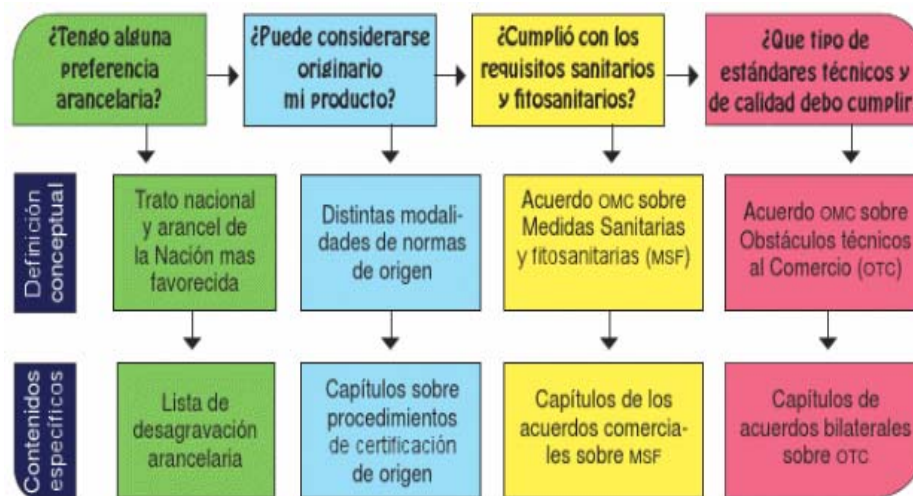 ¿Tengo alguna
preferencia
arancelaria?
¿Puede considerarse
originario
mi producto?
¿Cumplió con los
requisitos sanitarios
y fitosanitarios?
¿Que tipo de
estándares técnicos y
de calidad debo cumplir
Definición
conceptual
Trato nacional
y arancel de
la Nación mas
favorecida
Distintas modali-
dades de normas
de origen
Acuerdo OMC sobre
Medidas Sanitarias
y fitosanitarias (MSF)
Acuerdo OMC sobre
Obstáculos técnicos
al Comercio (OTC)
Contenidos
específicos
Lista de
desagravación
arancelaria
Capítulos sobre
procedimientos
de certificación
de origen
Capítulos de los
acuerdos comercia-
les sobre MSF
Capítulos de
acuerdos bilaterales
sobre OTC